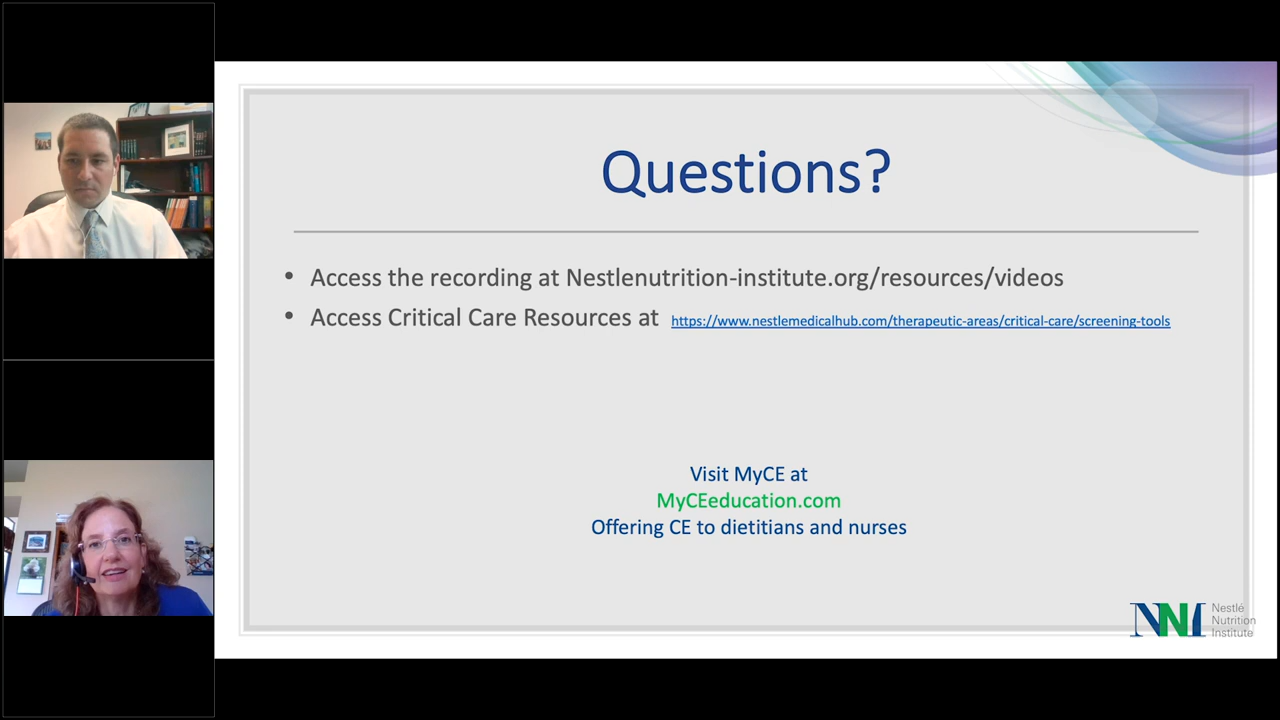 Questions?
• Access the recording at Nestlenutrition-institute.org/resources/videos
• Access Critical Care Resources at https://www.nestlemedicalhub.com/therapeutic-areas/critical-care/screening-tools
Visit MyCE at
MyCEeducation.com
Offering CE to dietitians and nurses
NNI
Nestlé
Nutrition
Institute